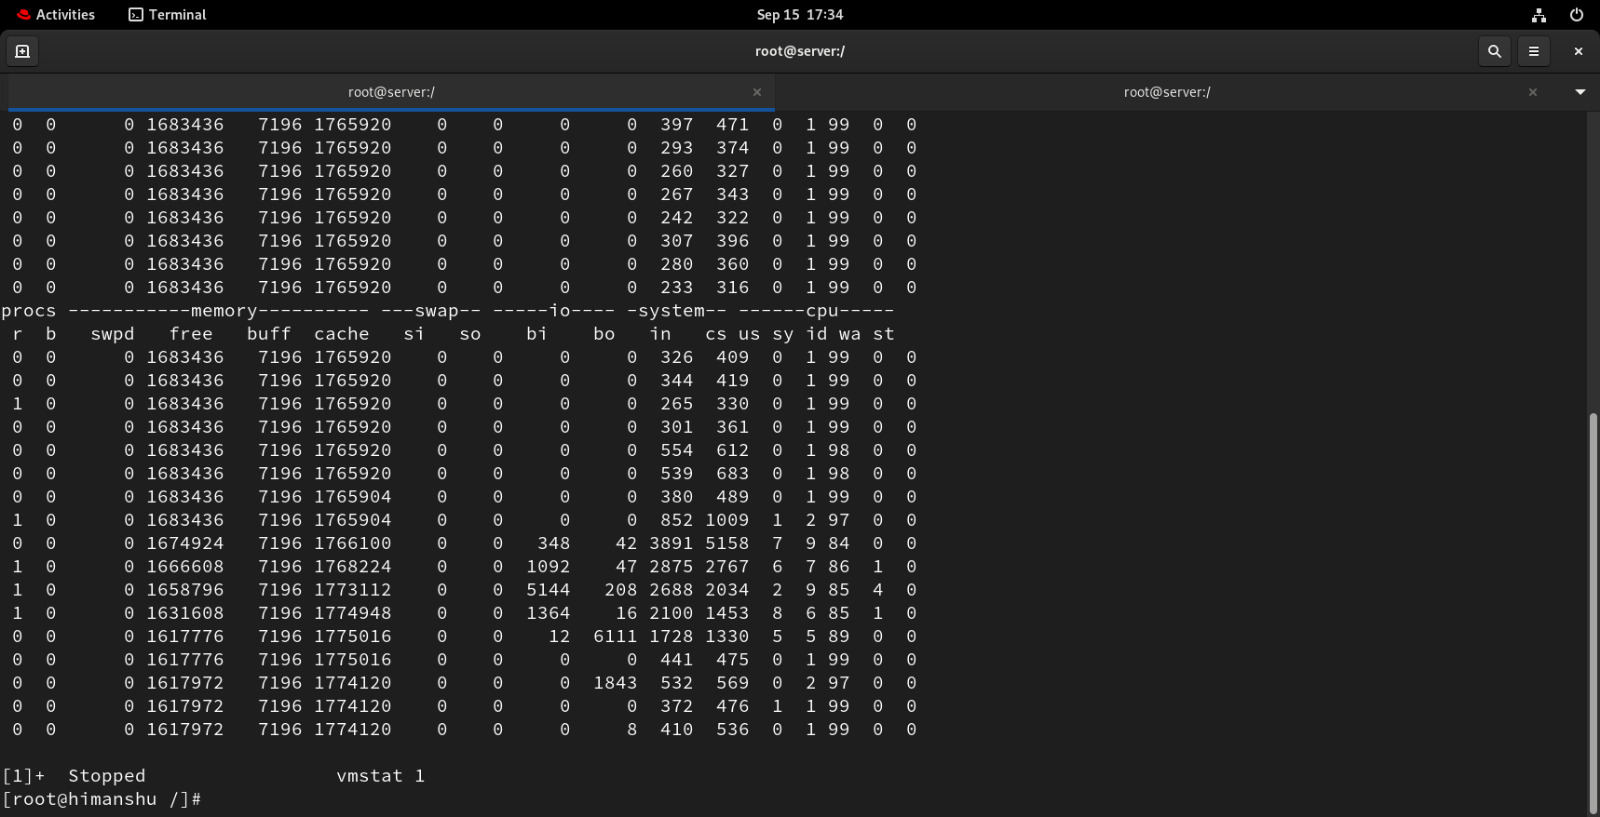 Activities Terminal Sep 15 17:34
root@server:/
root@server:/ × root@server:/ ×
0 0 0 1683436 7196 1765920 0 0 0 0 397 471 0 1 99 0 0
0 0 0 1683436 7196 1765920 0 0 0 0 293 374 0 1 99 0 0
0 0 0 1683436 7196 1765920 0 0 0 0 260 327 0 1 99 0 0
0 0 0 1683436 7196 1765920 0 0 0 0 267 343 0 1 99 0 0
0 0 0 1683436 7196 1765920 0 0 0 0 242 322 0 1 99 0 0
0 0 0 1683436 7196 1765920 0 0 0 0 307 396 0 1 99 0 0
0 0 0 1683436 7196 1765920 0 0 0 0 280 360 0 1 99 0 0
0 0 0 1683436 7196 1765920 0 0 0 0 233 316 0 1 99 0 0
procs -----------memory---------- ---swap-- -----io---- -system-- ------cpu-----
r b swpd free buff cache si so bi bo in cs us sy id wa st
0 0 0 1683436 7196 1765920 0 0 0 0 326 409 0 1 99 0 0
0 0 0 1683436 7196 1765920 0 0 0 0 344 419 0 1 99 0 0
1 0 0 1683436 7196 1765920 0 0 0 0 265 330 0 1 99 0 0
0 0 0 1683436 7196 1765920 0 0 0 0 301 361 0 1 99 0 0
0 0 0 1683436 7196 1765920 0 0 0 0 554 612 0 1 98 0 0
0 0 0 1683436 7196 1765920 0 0 0 0 539 683 0 1 98 0 0
0 0 0 1683436 7196 1765904 0 0 0 0 380 489 0 1 99 0 0
1 0 0 1683436 7196 1765904 0 0 0 0 852 1009 1 2 97 0 0
0 0 0 1674924 7196 1766100 0 0 348 42 3891 5158 7 9 84 0 0
1 0 0 1666608 7196 1768224 0 0 1092 47 2875 2767 6 7 86 1 0
1 0 0 1658796 7196 1773112 0 0 5144 208 2688 2034 2 9 85 4 0
1 0 0 1631608 7196 1774948 0 0 1364 16 2100 1453 8 6 85 1 0
0 0 0 1617776 7196 1775016 0 0 12 6111 1728 1330 5 5 89 0 0
0 0 0 1617776 7196 1775016 0 0 0 0 441 475 0 1 99 0 0
0 0 0 1617972 7196 1774120 0 0 0 1843 532 569 0 2 97 0 0
0 0 0 1617972 7196 1774120 0 0 0 0 372 476 1 1 99 0 0
0 0 0 1617972 7196 1774120 0 0 0 8 410 536 0 1 99 0 0
[1]+ Stopped vmstat 1
[root@himanshu /]#